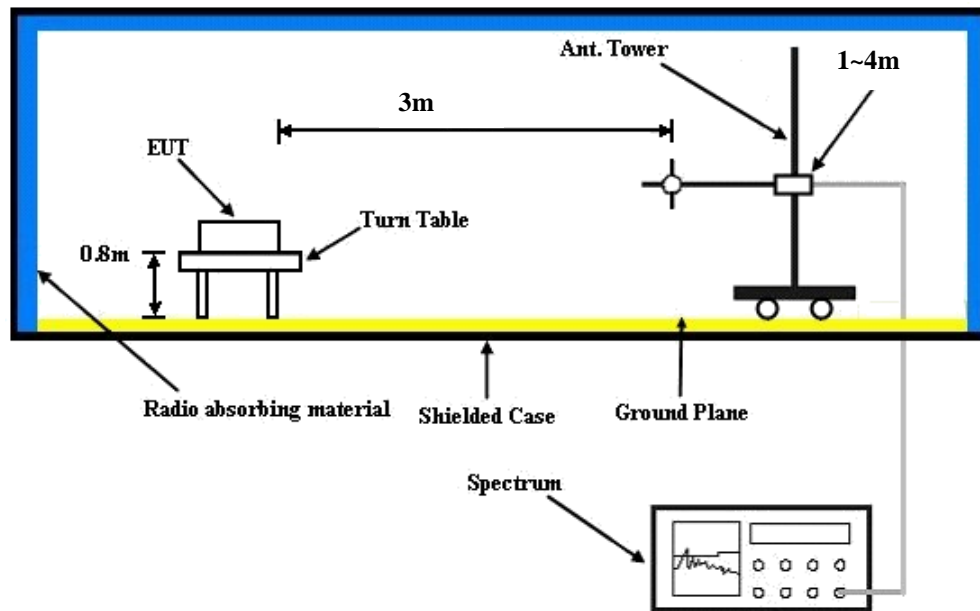 Ant. Tower
1~4m
3m
EUT
Turn Table
0.8m
Radio absorbing material
Shielded Case
Ground Plane
Spectrum